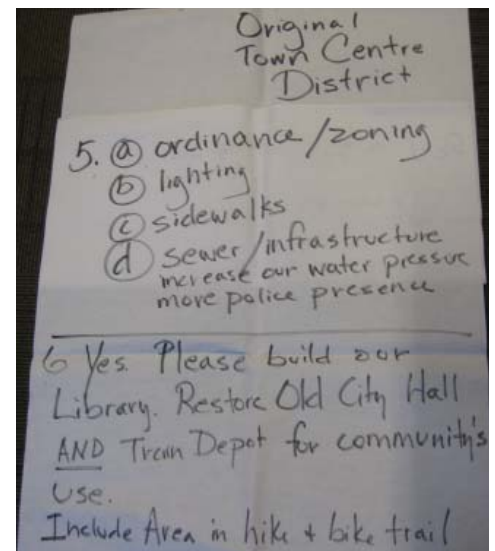 Original
Town Centre
District
5. ⓐ ordinance/zoning
ⓑ lighting
ⓒ sidewalks
ⓓ sewer/infrastructure
increase our water pressure
more police presence
6 Yes. Please build our
Library. Restore Old City Hall
AND Train Depot for community's
use.
Include Area in hike + bike trail